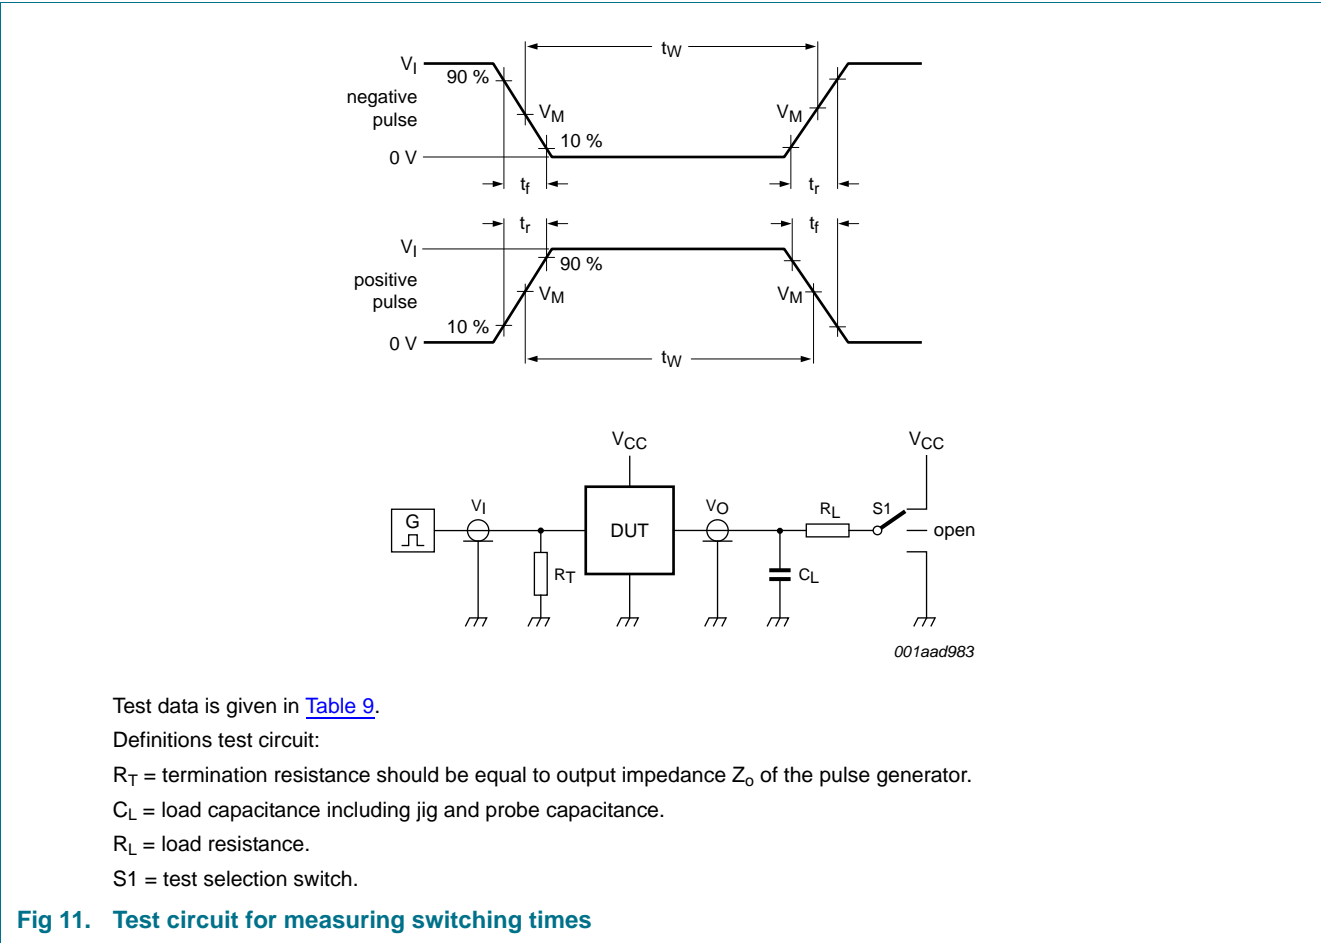 tW
VI
90 %
negative
pulse
VM
VM
10 %
0 V
tf
tr
tr
tf
VI
90 %
positive
pulse
VM
VM
10 %
0 V
tW
VCC
VCC
G
VI
DUT
VO
RL
S1
open
RT
CL
001aad983
Test data is given in Table 9.
Definitions test circuit:
RT = termination resistance should be equal to output impedance Zo of the pulse generator.
CL = load capacitance including jig and probe capacitance.
RL = load resistance.
S1 = test selection switch.
Fig 11. Test circuit for measuring switching times